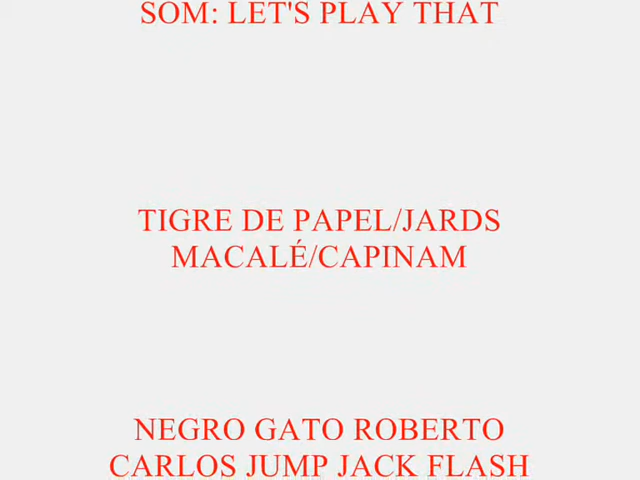 SOM: LET'S PLAY THAT
TIGRE DE PAPEL/JARDS
MACALÉ/CAPINAM
NEGRO GATO ROBERTO
CARLOS JUMP JACK FLASH